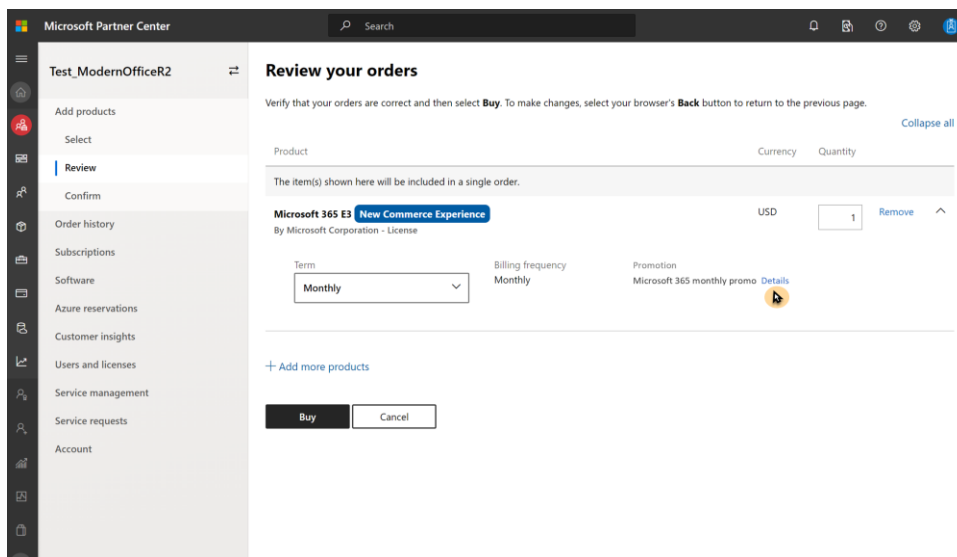 Microsoft Partner Center
Search
Test_ModernOfficeR2
Add products
Select
Review
Confirm
Order history
Subscriptions
Software
Azure reservations
Customer insights
Users and licenses
Service management
Service requests
Account
Review your orders
Verify that your orders are correct and then select Buy. To make changes, select your browser's Back button to return to the previous page.
Collapse all
Product Currency Quantity
The item(s) shown here will be included in a single order.
Microsoft 365 E3 New Commerce Experience USD 1 Remove
By Microsoft Corporation - License
Term Billing frequency Promotion
Monthly Monthly Microsoft 365 monthly promo Details
+ Add more products
Buy Cancel